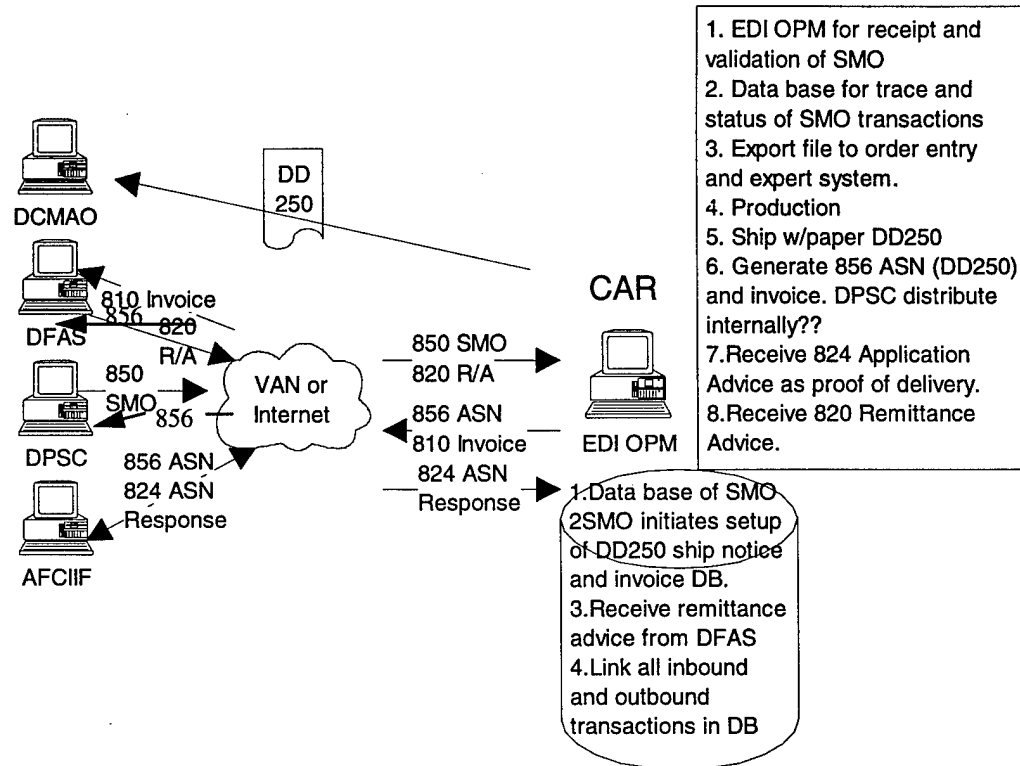 1. EDI OPM for receipt and
validation of SMO
2. Data base for trace and
status of SMO transactions
3. Export file to order entry
and expert system.
4. Production
5. Ship w/paper DD250
6. Generate 856 ASN (DD250)
and invoice. DPSC distribute
internally??
7.Receive 824 Application
Advice as proof of delivery.
8.Receive 820 Remittance
Advice.
DD
250
DCMAO
810 Invoice
856
820
R/A
DFAS
850
SMO
856
DPSC
856 ASN
824 ASN
Response
AFCIIF
VAN or
Internet
850 SMO
820 R/A
856 ASN
810 Invoice
824 ASN
Response
CAR
EDI OPM
1.Data base of SMO
2SMO initiates setup
of DD250 ship notice
and invoice DB.
3.Receive remittance
advice from DFAS
4.Link all inbound
and outbound
transactions in DB